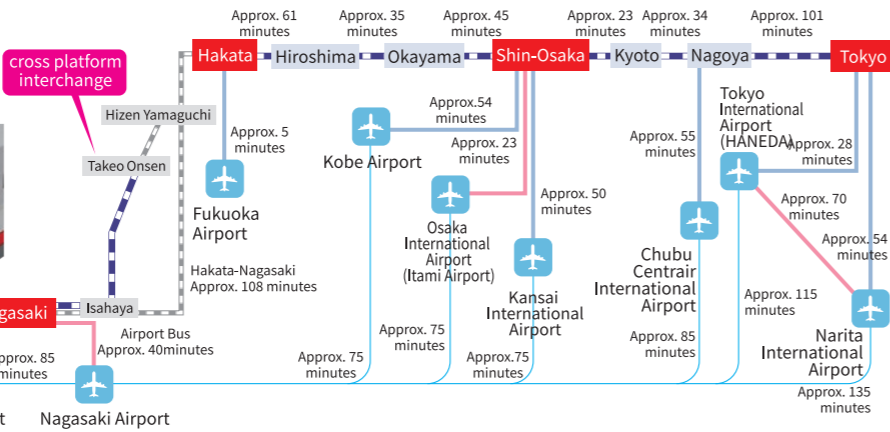 Approx. 61
minutes
Approx. 35
minutes
Approx. 45
minutes
Approx. 23
minutes
Approx. 34
minutes
Approx. 101
minutes
Hakata
Hiroshima
Okayama
Shin-Osaka
Kyoto
Nagoya
Tokyo
cross platform
interchange
Hizen Yamaguchi
Takeo Onsen
Approx. 5
minutes
Fukuoka
Airport
Approx.54
minutes
Kobe Airport
Approx. 23
minutes
Osaka
International
Airport
(Itami Airport)
Approx. 50
minutes
Kansai
International
Airport
Approx. 55
minutes
Chubu
Centrair
International
Airport
Tokyo
International
Airport
(HANEDA)
Approx. 28
minutes
Approx. 70
minutes
Approx. 54
minutes
Narita
International
Airport
Hakata-Nagasaki
Approx. 108 minutes
gasaki
Isahaya
Airport Bus
Approx. 40minutes
pprox. 85
minutes
Nagasaki Airport
t
Approx. 75
minutes
Approx. 75
minutes
Approx.75
minutes
Approx. 85
minutes
Approx. 115
minutes
Approx. 135
minutes